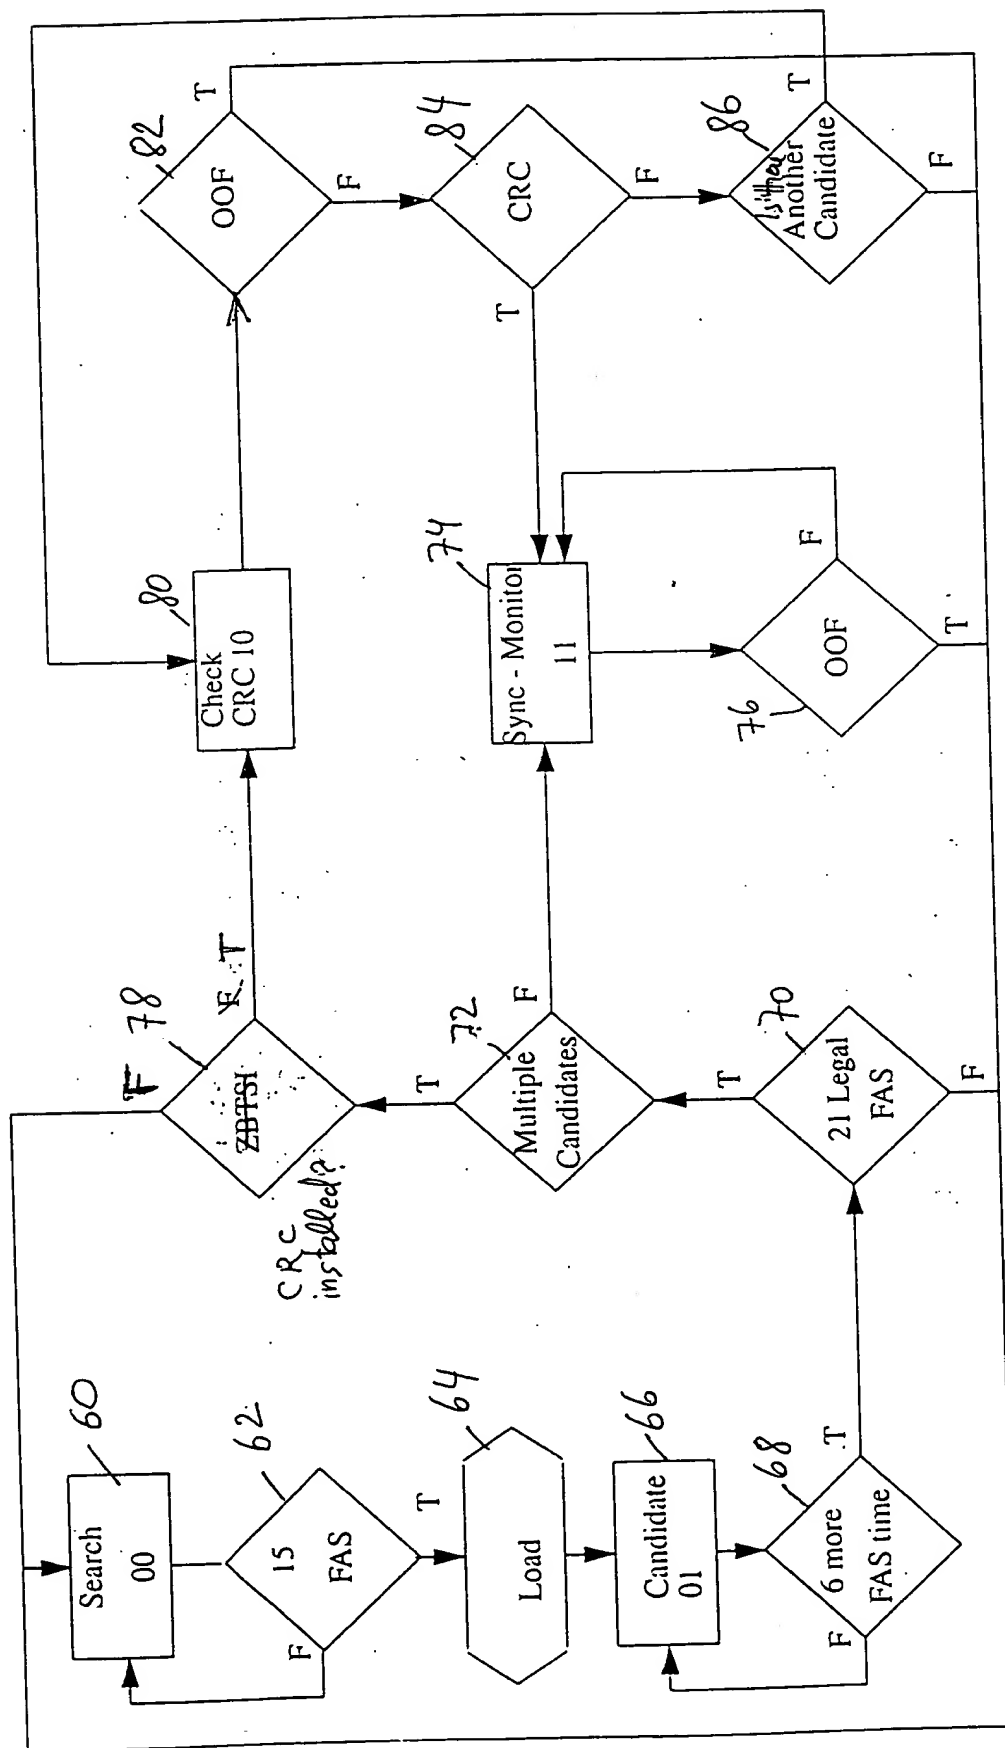 Search
00
60
15
FAS
62
F
T
Load
64
Candidate
01
66
6 more
FAS time
68
F
T
21 Legal
FAS
70
T
F
Multiple
Candidates
72
T
F
ZBTSI
CRC
installed?
78
F
F T
Check
CRC 10
80
Sync - Monitor
11
74
OOF
76
F
T
OOF
82
T
F
CRC
84
T
F
Is there
Another
Candidate
86
T
F